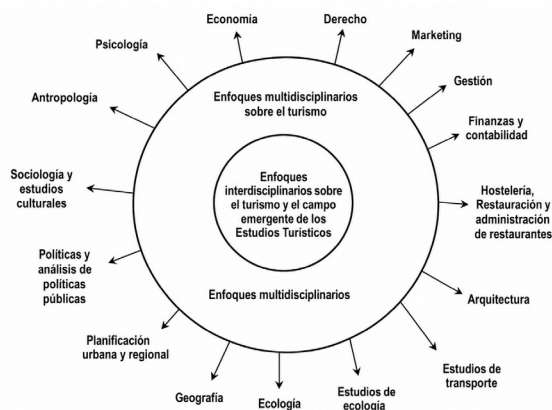 Economía
Derecho
Marketing
Psicología
Gestión
Antropología
Enfoques multidisciplinarios
sobre el turismo
Finanzas y
contabilidad
Sociología y
estudios
culturales
Enfoques
interdisciplinarios sobre
el turismo y el campo
emergente de los
Estudios Turísticos
Hostelería,
Restauración y
administración
de restaurantes
Políticas y
análisis de
políticas
públicas
Enfoques multidisciplinarios
Arquitectura
Planificación
urbana y regional
Estudios de
transporte
Geografía
Ecología
Estudios de
ecología